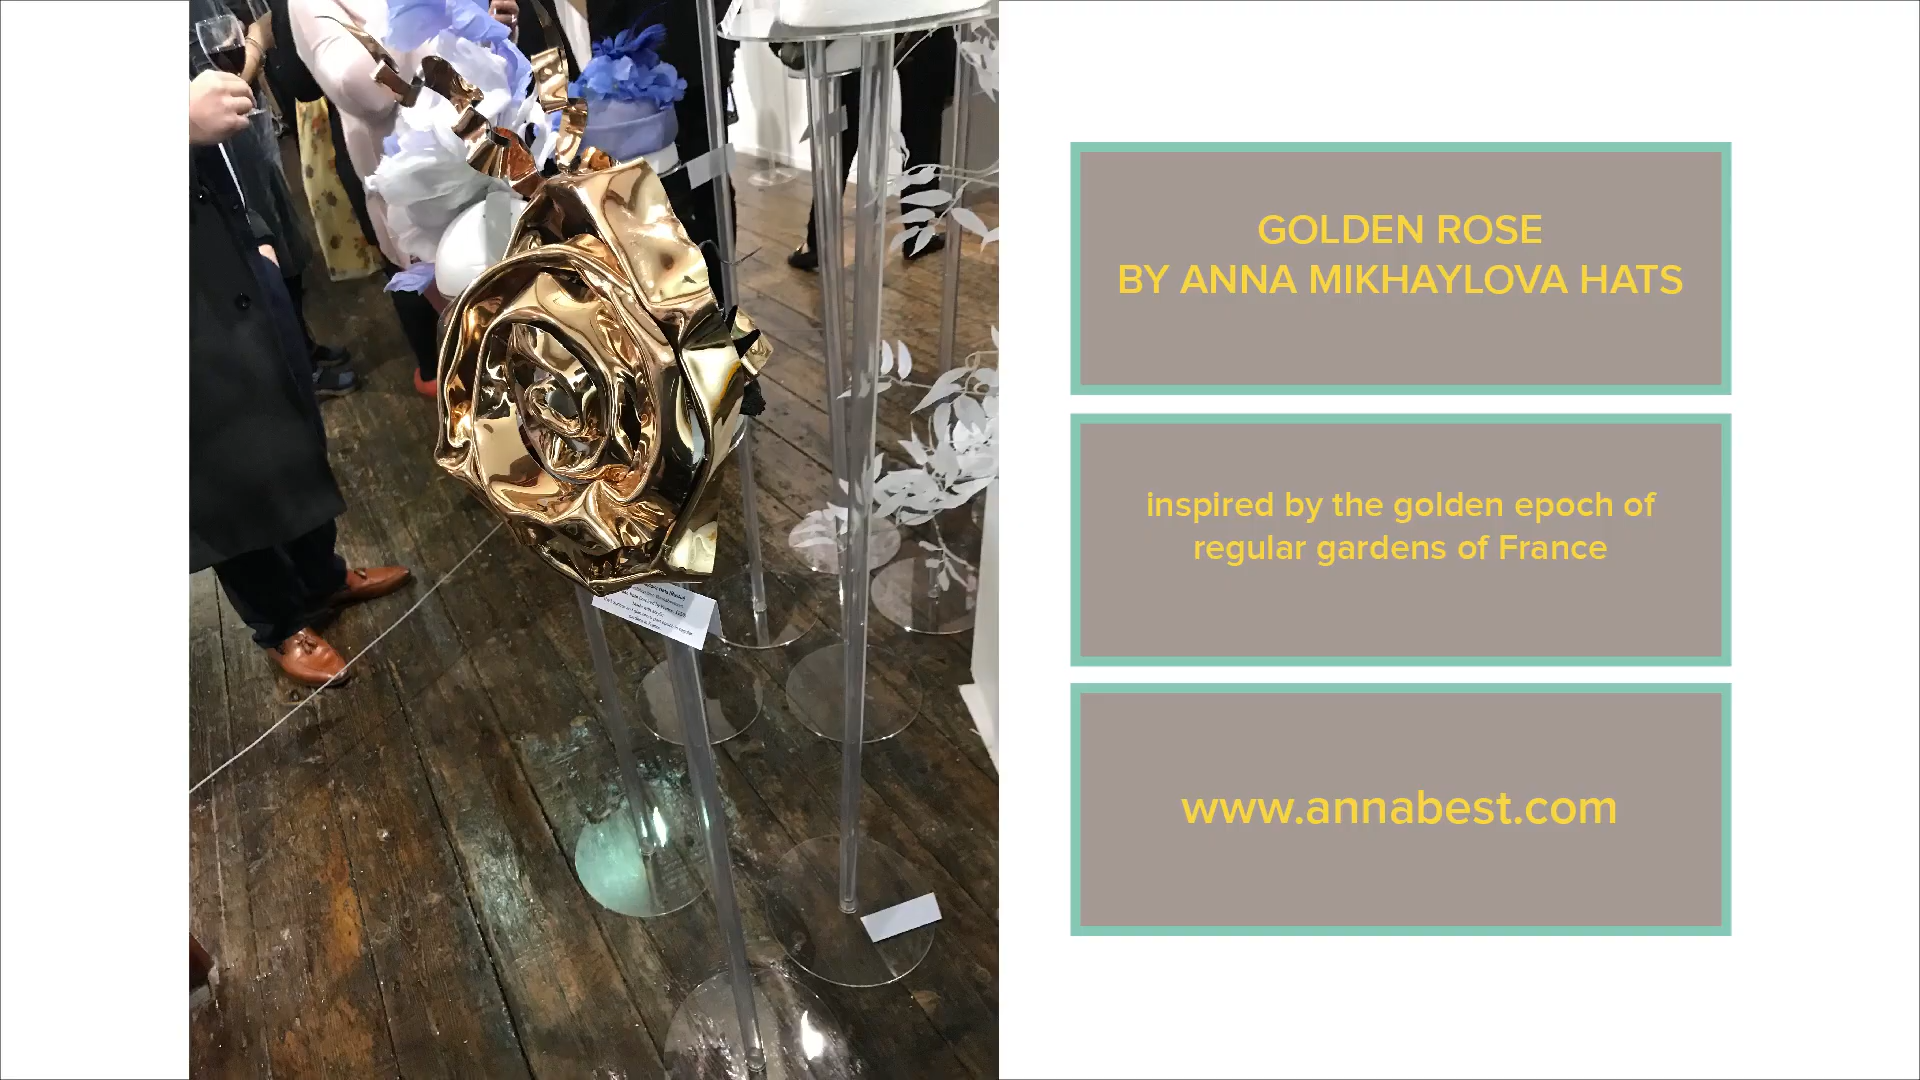 GOLDEN ROSE
BY ANNA MIKHAYLOVA HATS
inspired by the golden epoch of
regular gardens of France
www.annabest.com